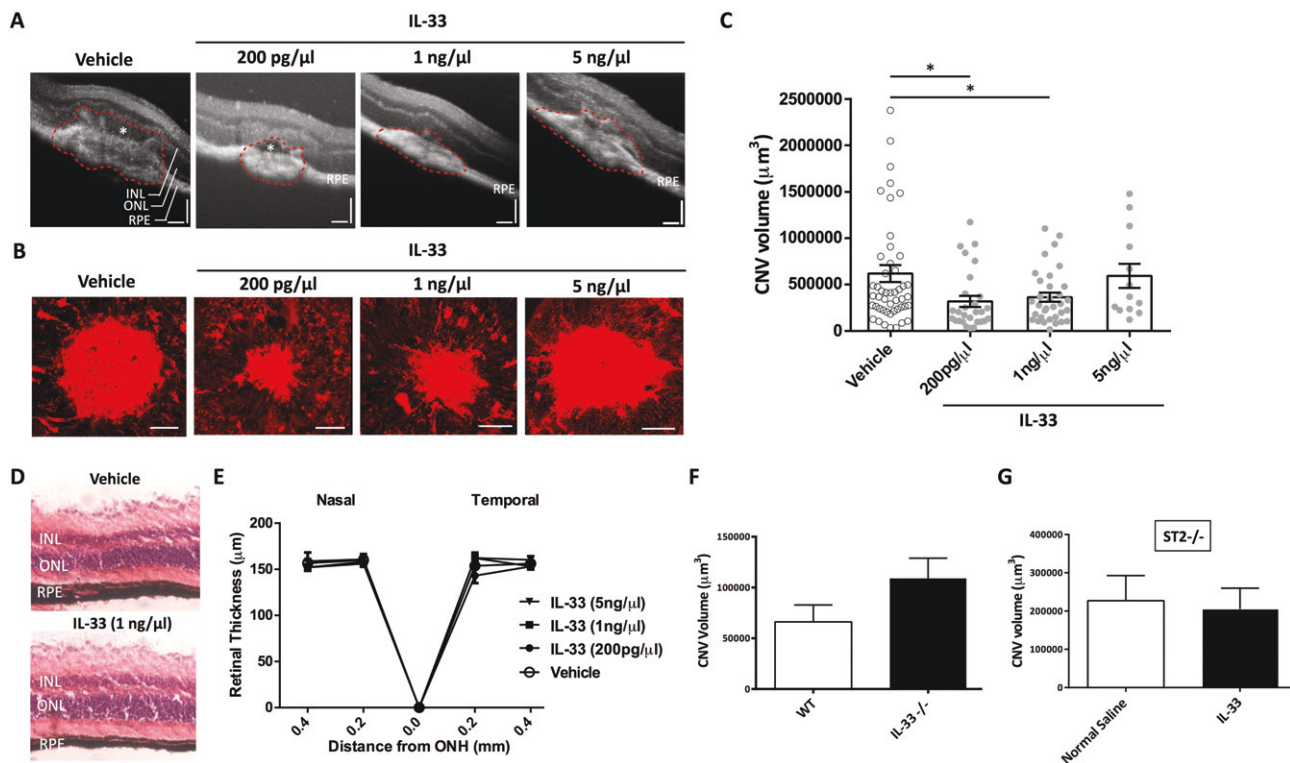 A
IL-33
Vehicle
200 pg/µl
1 ng/µl
5 ng/µl
*
*
INL
ONL
RPE
RPE
RPE
B
IL-33
Vehicle
200 pg/µl
1 ng/µl
5 ng/µl
C
*
*
CNV volume (µm³)
2500000
2000000
1500000
1000000
500000
0
Vehicle
200pg/µl
1ng/µl
5ng/µl
IL-33
D
Vehicle
INL
ONL
RPE
IL-33 (1 ng/µl)
INL
ONL
RPE
E
Nasal
Temporal
Retinal Thickness (µm)
200
150
100
50
0
0.4
0.2
0.0
0.2
0.4
Distance from ONH (mm)
IL-33 (5ng/µl)
IL-33 (1ng/µl)
IL-33 (200pg/µl)
Vehicle
F
CNV Volume (µm³)
150000
100000
50000
0
WT
IL-33 -/-
G
ST2-/-
CNV volume (µm³)
400000
300000
200000
100000
0
Normal Saline
IL-33